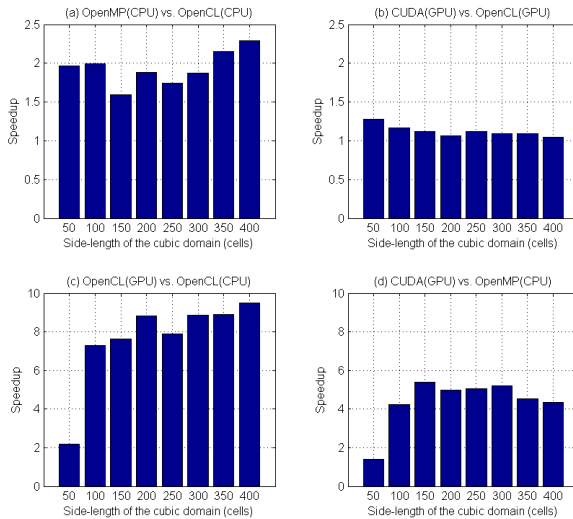 (a) OpenMP(CPU) vs. OpenCL(CPU)
2.5
2
1.5
1
0.5
0
Speedup
50 100 150 200 250 300 350 400
Side-length of the cubic domain (cells)
(b) CUDA(GPU) vs. OpenCL(GPU)
2.5
2
1.5
1
0.5
0
Speedup
50 100 150 200 250 300 350 400
Side-length of the cubic domain (cells)
(c) OpenCL(GPU) vs. OpenCL(CPU)
10
8
6
4
2
0
Speedup
50 100 150 200 250 300 350 400
Side-length of the cubic domain (cells)
(d) CUDA(GPU) vs. OpenMP(CPU)
10
8
6
4
2
0
Speedup
50 100 150 200 250 300 350 400
Side-length of the cubic domain (cells)